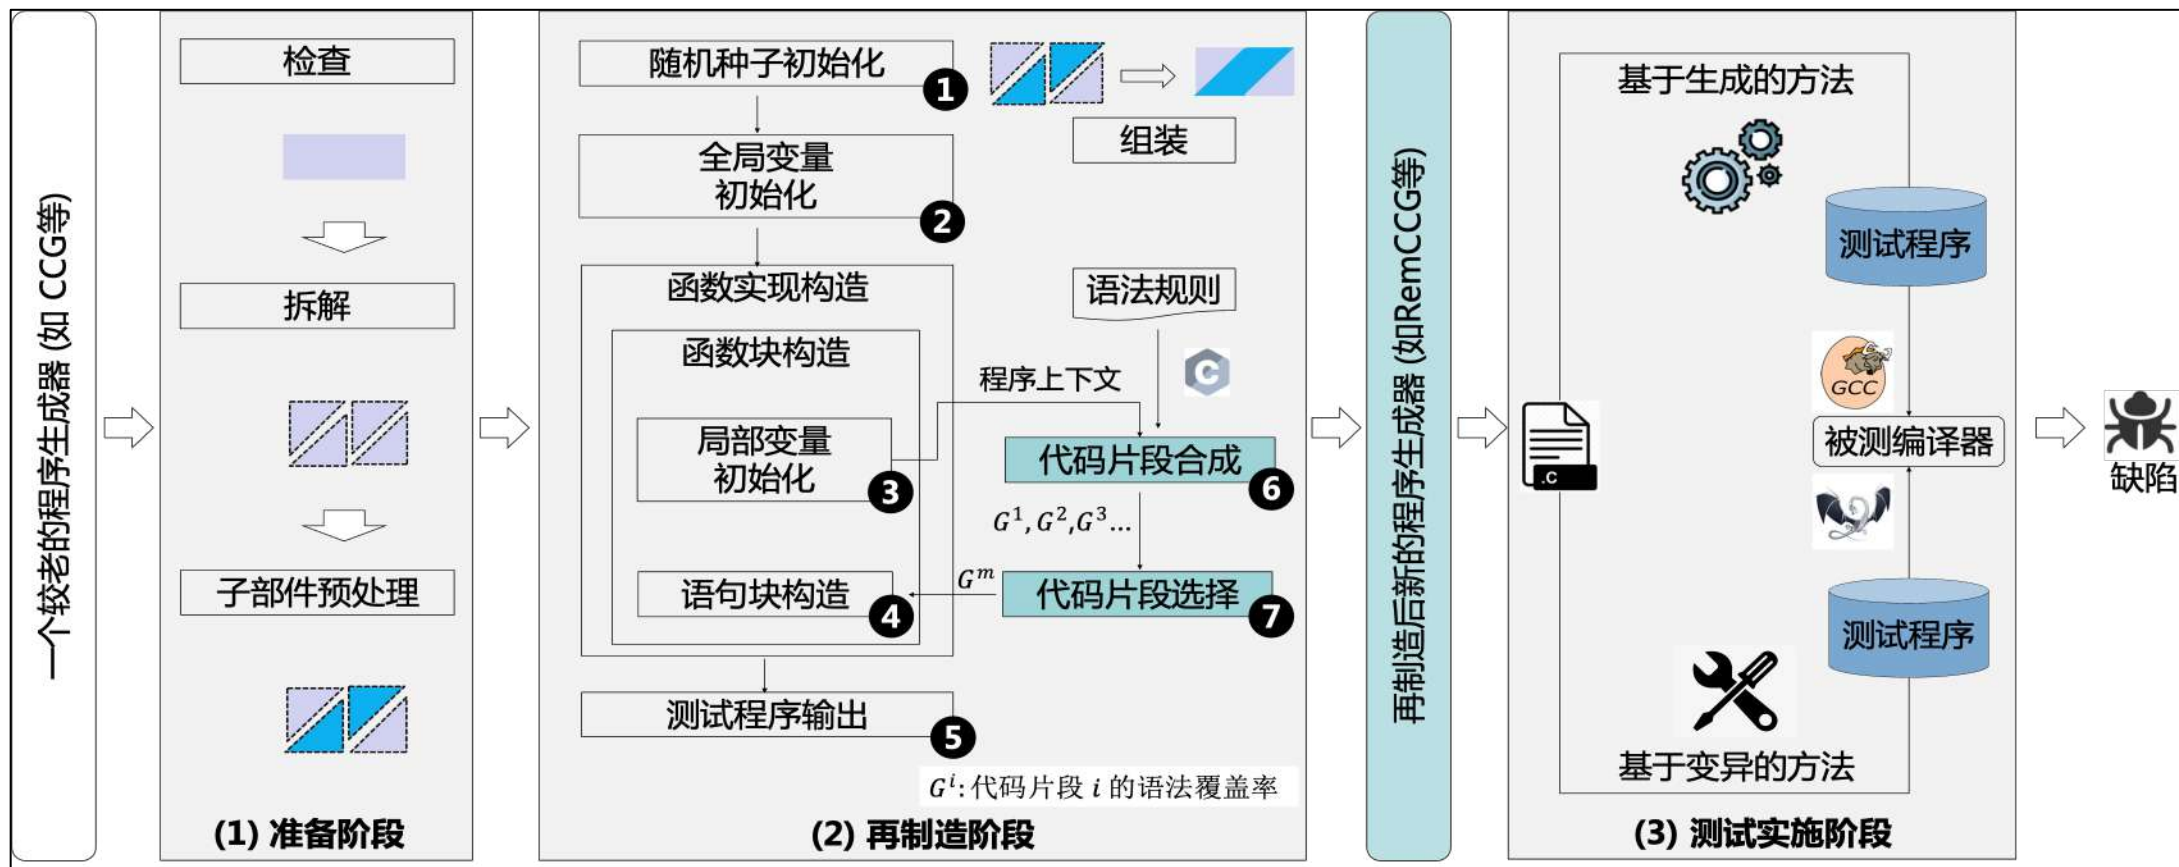 一个较老的程序生成器 (如 CCG等)
检查
拆解
子部件预处理
(1) 准备阶段
随机种子初始化
1
组装
全局变量
初始化
2
函数实现构造
语法规则
函数块构造
C
程序上下文
局部变量
初始化
3
代码片段合成
6
G¹, G², G³...
语句块构造
4
Gᵐ
代码片段选择
7
测试程序输出
5
Gⁱ: 代码片段 i 的语法覆盖率
(2) 再制造阶段
再制造后新的程序生成器 (如RemCCG等)
基于生成的方法
测试程序
GCC
.C
被测编译器
测试程序
基于变异的方法
(3) 测试实施阶段
缺陷